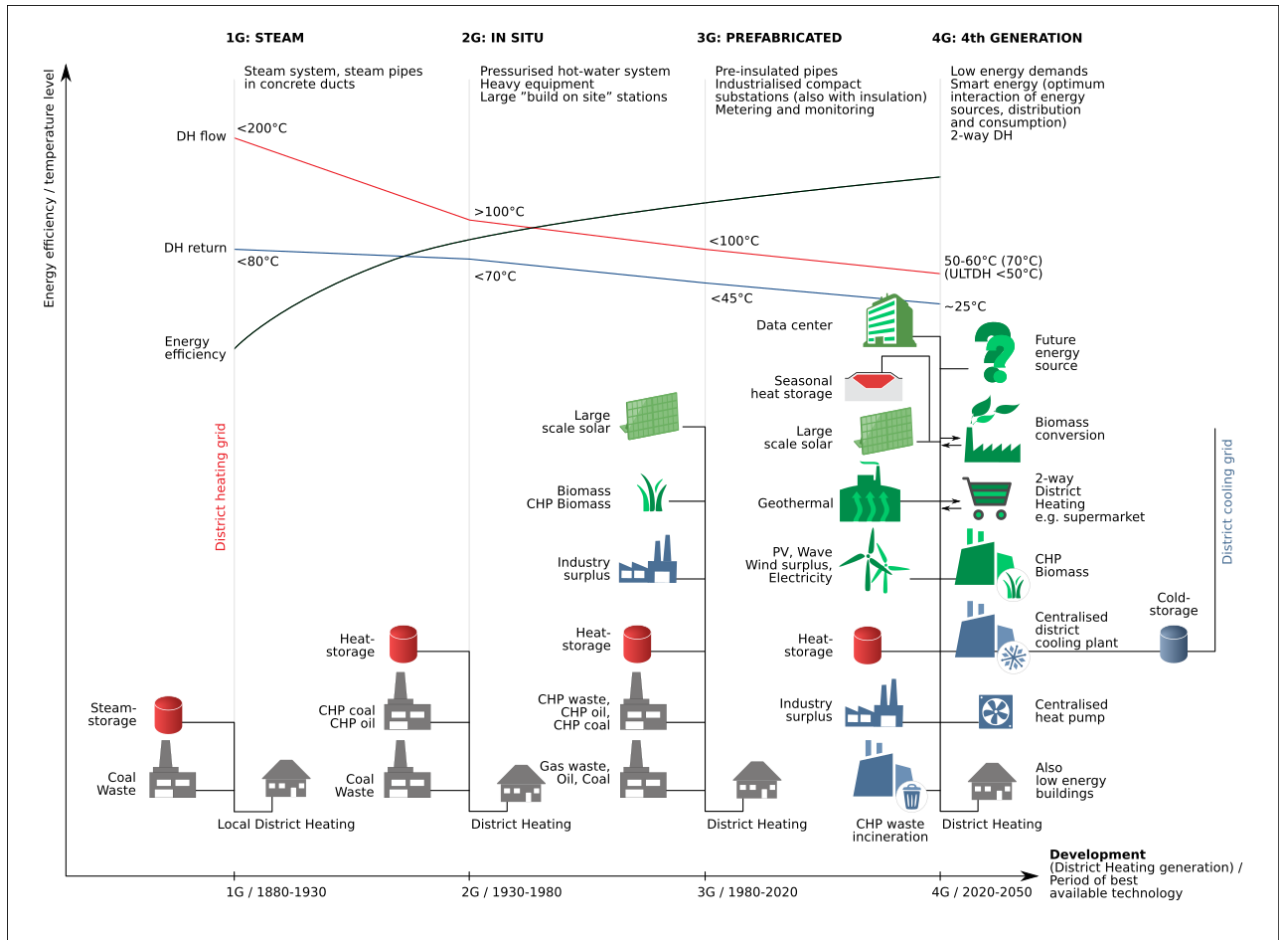 1G: STEAM
2G: IN SITU
3G: PREFABRICATED
4G: 4th GENERATION
Steam system, steam pipes
in concrete ducts
Pressurised hot-water system
Heavy equipment
Large ”build on site” stations
Pre-insulated pipes
Industrialised compact
substations (also with insulation)
Metering and monitoring
Low energy demands
Smart energy (optimum
interaction of energy
sources, distribution
and consumption)
2-way DH
Energy efficiency / temperature level
DH flow
<200°C
>100°C
<100°C
50-60°C (70°C)
(ULTDH <50°C)
DH return
<80°C
<70°C
<45°C
~25°C
Energy
efficiency
District heating grid
Data center
Future
energy
source
Seasonal
heat storage
Large
scale solar
Large
scale solar
Biomass
conversion
Biomass
CHP Biomass
Geothermal
2-way
District
Heating
e.g. supermarket
District cooling grid
Industry
surplus
PV, Wave
Wind surplus,
Electricity
CHP
Biomass
Heat-
storage
Heat-
storage
Heat-
storage
Centralised
district
cooling plant
Cold-
storage
Steam-
storage
CHP coal
CHP oil
CHP waste,
CHP oil,
CHP coal
Industry
surplus
Centralised
heat pump
Coal
Waste
Coal
Waste
Gas waste,
Oil, Coal
Also
low energy
buildings
Local District Heating
District Heating
District Heating
CHP waste
incineration
District Heating
1G / 1880-1930
2G / 1930-1980
3G / 1980-2020
4G / 2020-2050
Development
(District Heating generation) /
Period of best
available technology